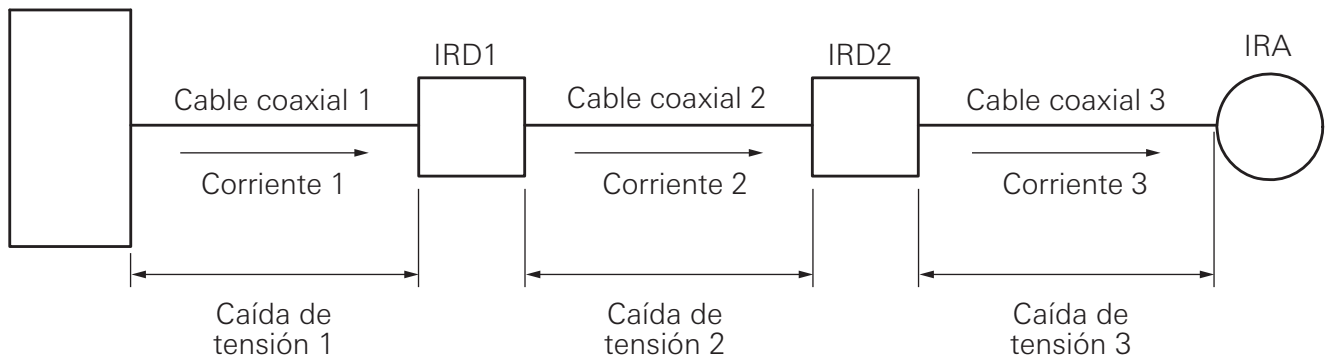 IRD1
IRD2
IRA
Cable coaxial 1
Cable coaxial 2
Cable coaxial 3
Corriente 1
Corriente 2
Corriente 3
Caída de
tensión 1
Caída de
tensión 2
Caída de
tensión 3